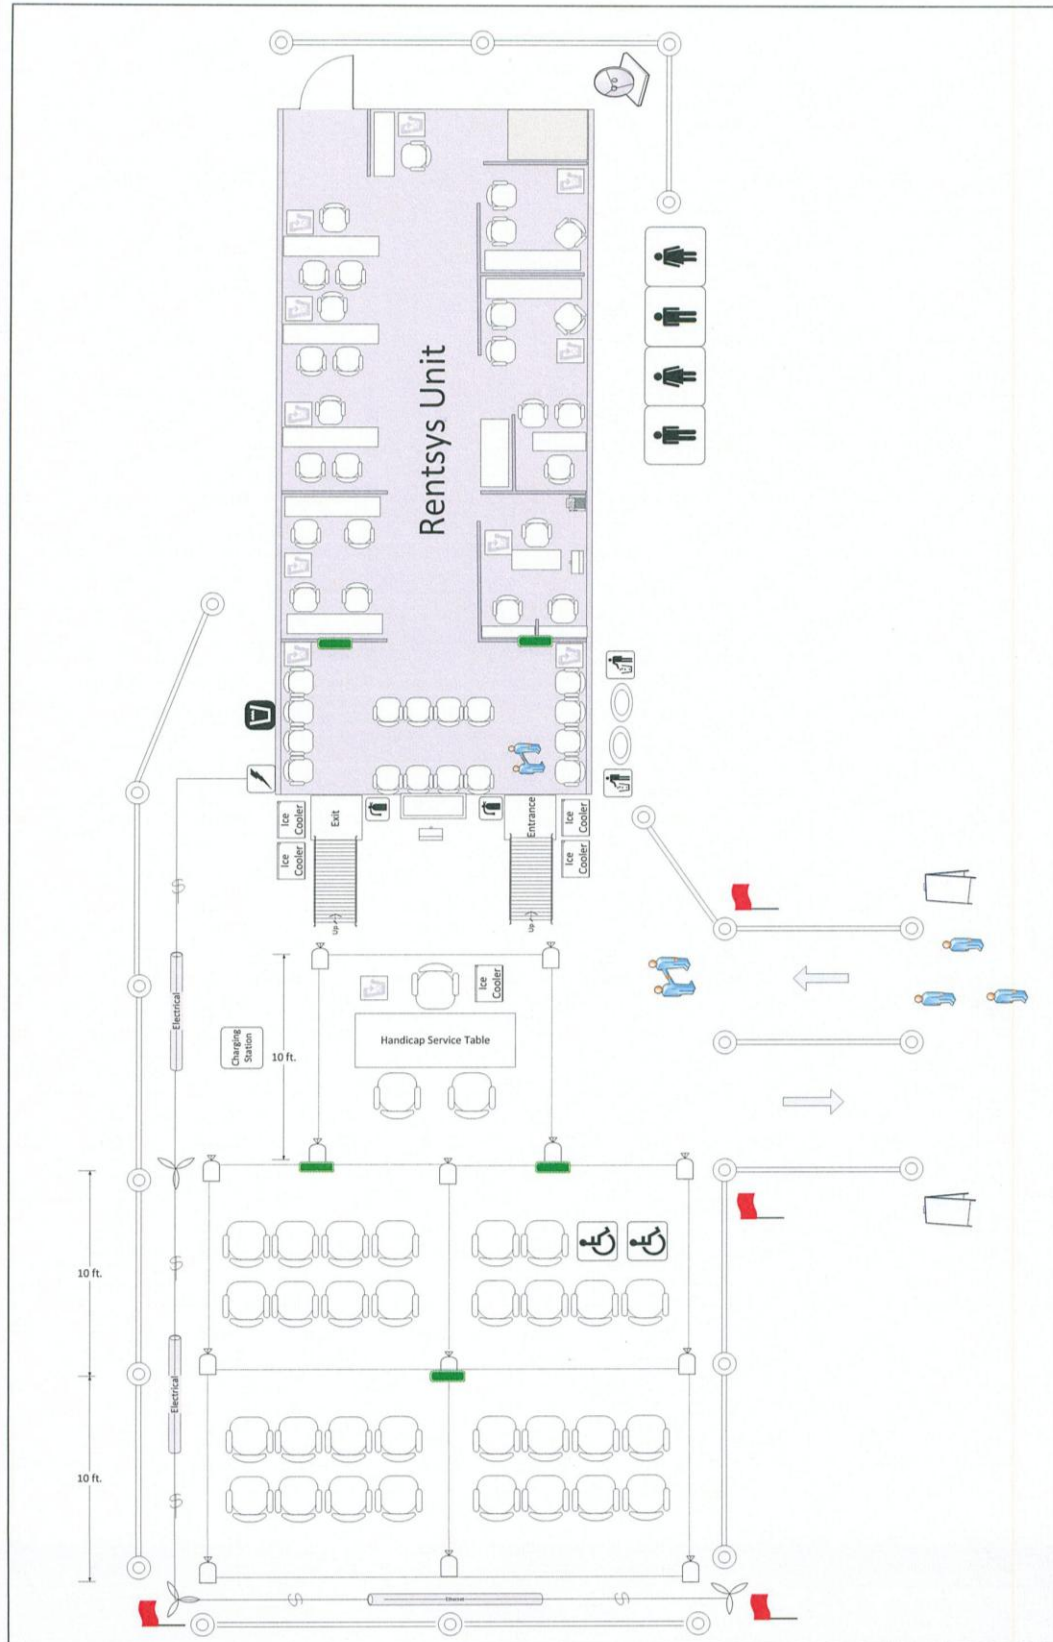 Rentsys Unit
Ice
Cooler
Exit
Entrance
Ice
Cooler
Ice
Cooler
Ice
Cooler
Up
Up
Electrical
Charging
Station
10 ft.
Ice
Cooler
Handicap Service Table
10 ft.
Electrical
10 ft.